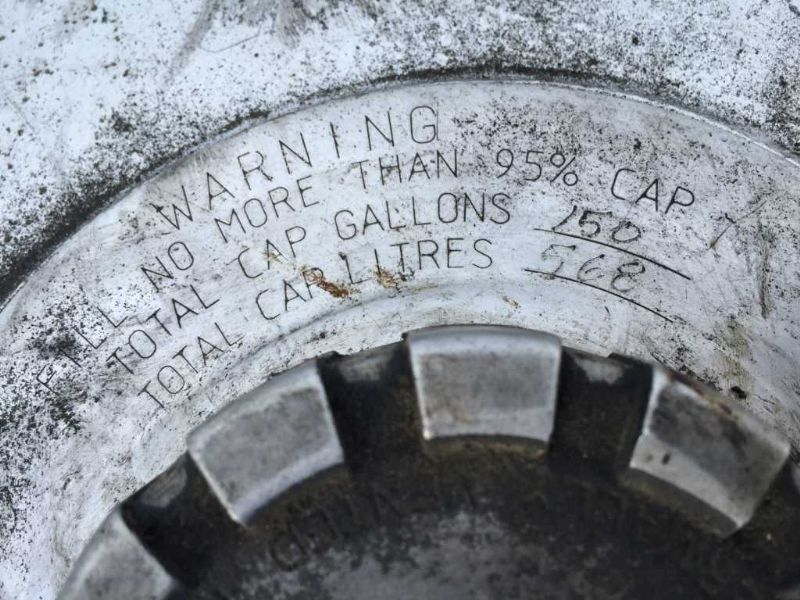 WARNING
FILL NO MORE THAN 95% CAP
TOTAL CAP GALLONS 150
TOTAL CAP LITRES 568